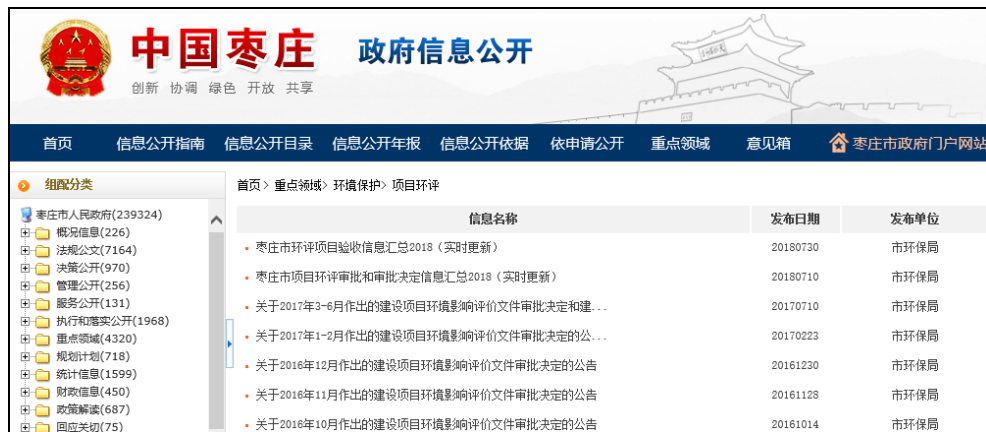 中国枣庄 政府信息公开
创新 协调 绿色 开放 共享
首页 信息公开指南 信息公开目录 信息公开年报 信息公开依据 依申请公开 重点领域 意见箱 枣庄市政府门户网站
组配分类
枣庄市人民政府(239324)
概况信息(226)
法规公文(7164)
决策公开(970)
管理公开(256)
服务公开(131)
执行和落实公开(1968)
重点领域(4320)
规划计划(718)
统计信息(1599)
财政信息(450)
政策解读(687)
回应关切(75)
首页> 重点领域> 环境保护> 项目环评
信息名称 发布日期 发布单位
枣庄市环评项目验收信息汇总2018（实时更新） 20180730 市环保局
枣庄市项目环评审批和审批决定信息汇总2018（实时更新） 20180710 市环保局
关于2017年3-6月作出的建设项目环境影响评价文件审批决定和建... 20170710 市环保局
关于2017年1-2月作出的建设项目环境影响评价文件审批决定的公... 20170223 市环保局
关于2016年12月作出的建设项目环境影响评价文件审批决定的公告 20161230 市环保局
关于2016年11月作出的建设项目环境影响评价文件审批决定的公告 20161128 市环保局
关于2016年10月作出的建设项目环境影响评价文件审批决定的公告 20161014 市环保局